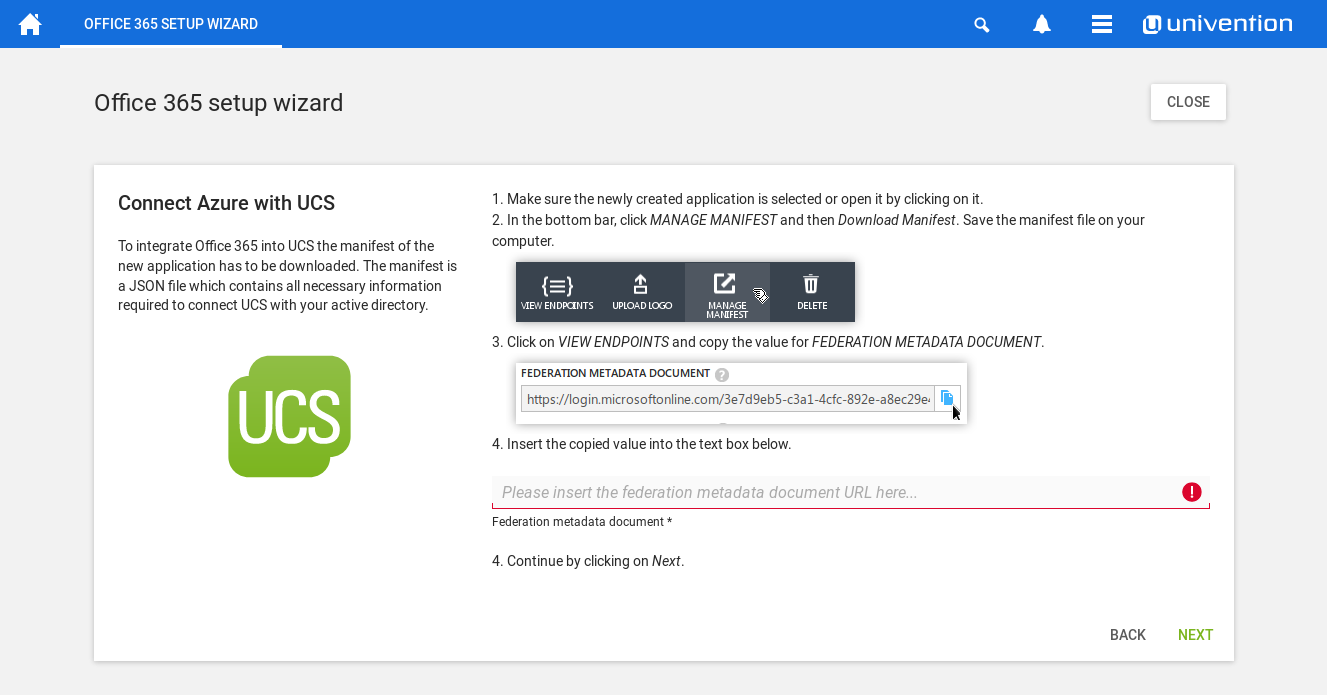 OFFICE 365 SETUP WIZARD
univention
Office 365 setup wizard
CLOSE
Connect Azure with UCS
To integrate Office 365 into UCS the manifest of the
new application has to be downloaded. The manifest is
a JSON file which contains all necessary information
required to connect UCS with your active directory.
UCS
1. Make sure the newly created application is selected or open it by clicking on it.
2. In the bottom bar, click MANAGE MANIFEST and then Download Manifest. Save the manifest file on your
computer.
VIEW ENDPOINTS
UPLOAD LOGO
MANAGE
MANIFEST
DELETE
3. Click on VIEW ENDPOINTS and copy the value for FEDERATION METADATA DOCUMENT.
FEDERATION METADATA DOCUMENT ?
https://login.microsoftonline.com/3e7d9eb5-c3a1-4cfc-892e-a8ec29e
4. Insert the copied value into the text box below.
Please insert the federation metadata document URL here...
Federation metadata document *
4. Continue by clicking on Next.
BACK
NEXT